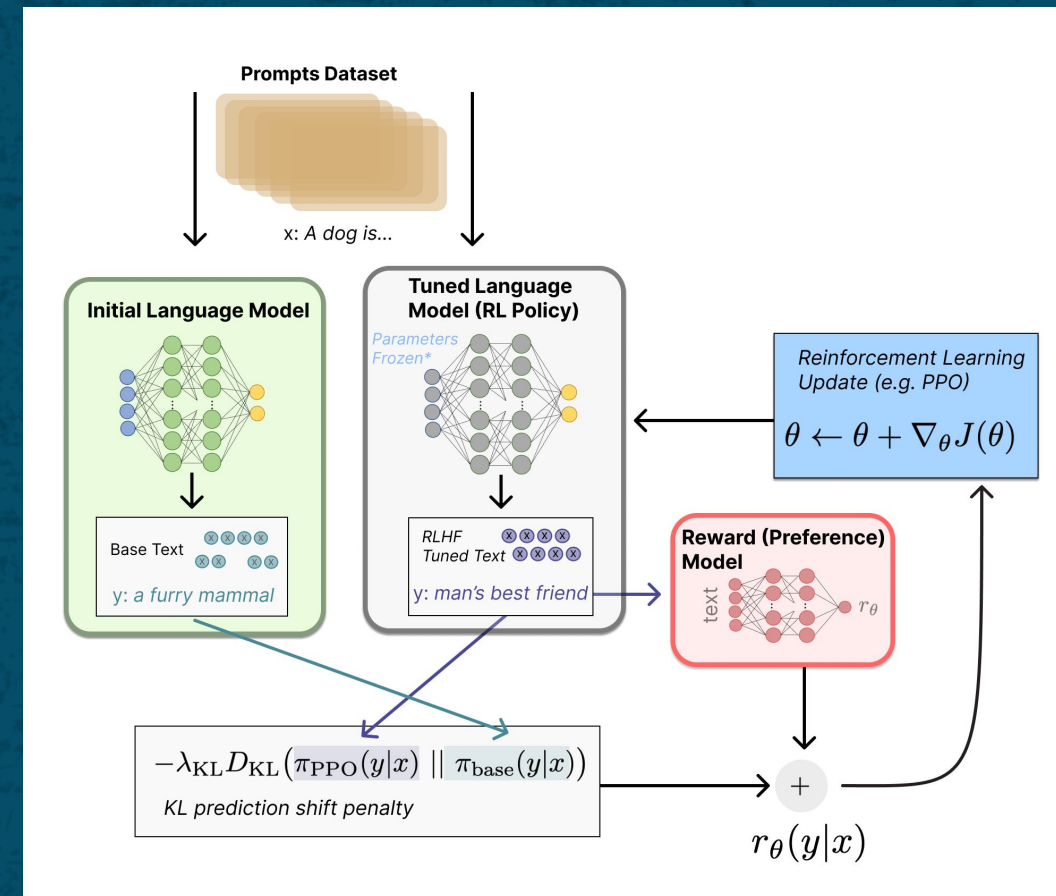 Prompts Dataset
x: A dog is...
Initial Language Model
Base Text
x x x x
x x x x
y: a furry mammal
Tuned Language
Model (RL Policy)
Parameters
Frozen*
RLHF
Tuned Text
x x x x
x x x x
y: man's best friend
Reinforcement Learning
Update (e.g. PPO)
θ ← θ + ∇θJ(θ)
Reward (Preference)
Model
text
rθ
−λKL DKL(πPPO(y|x) || πbase(y|x))
KL prediction shift penalty
+
rθ(y|x)